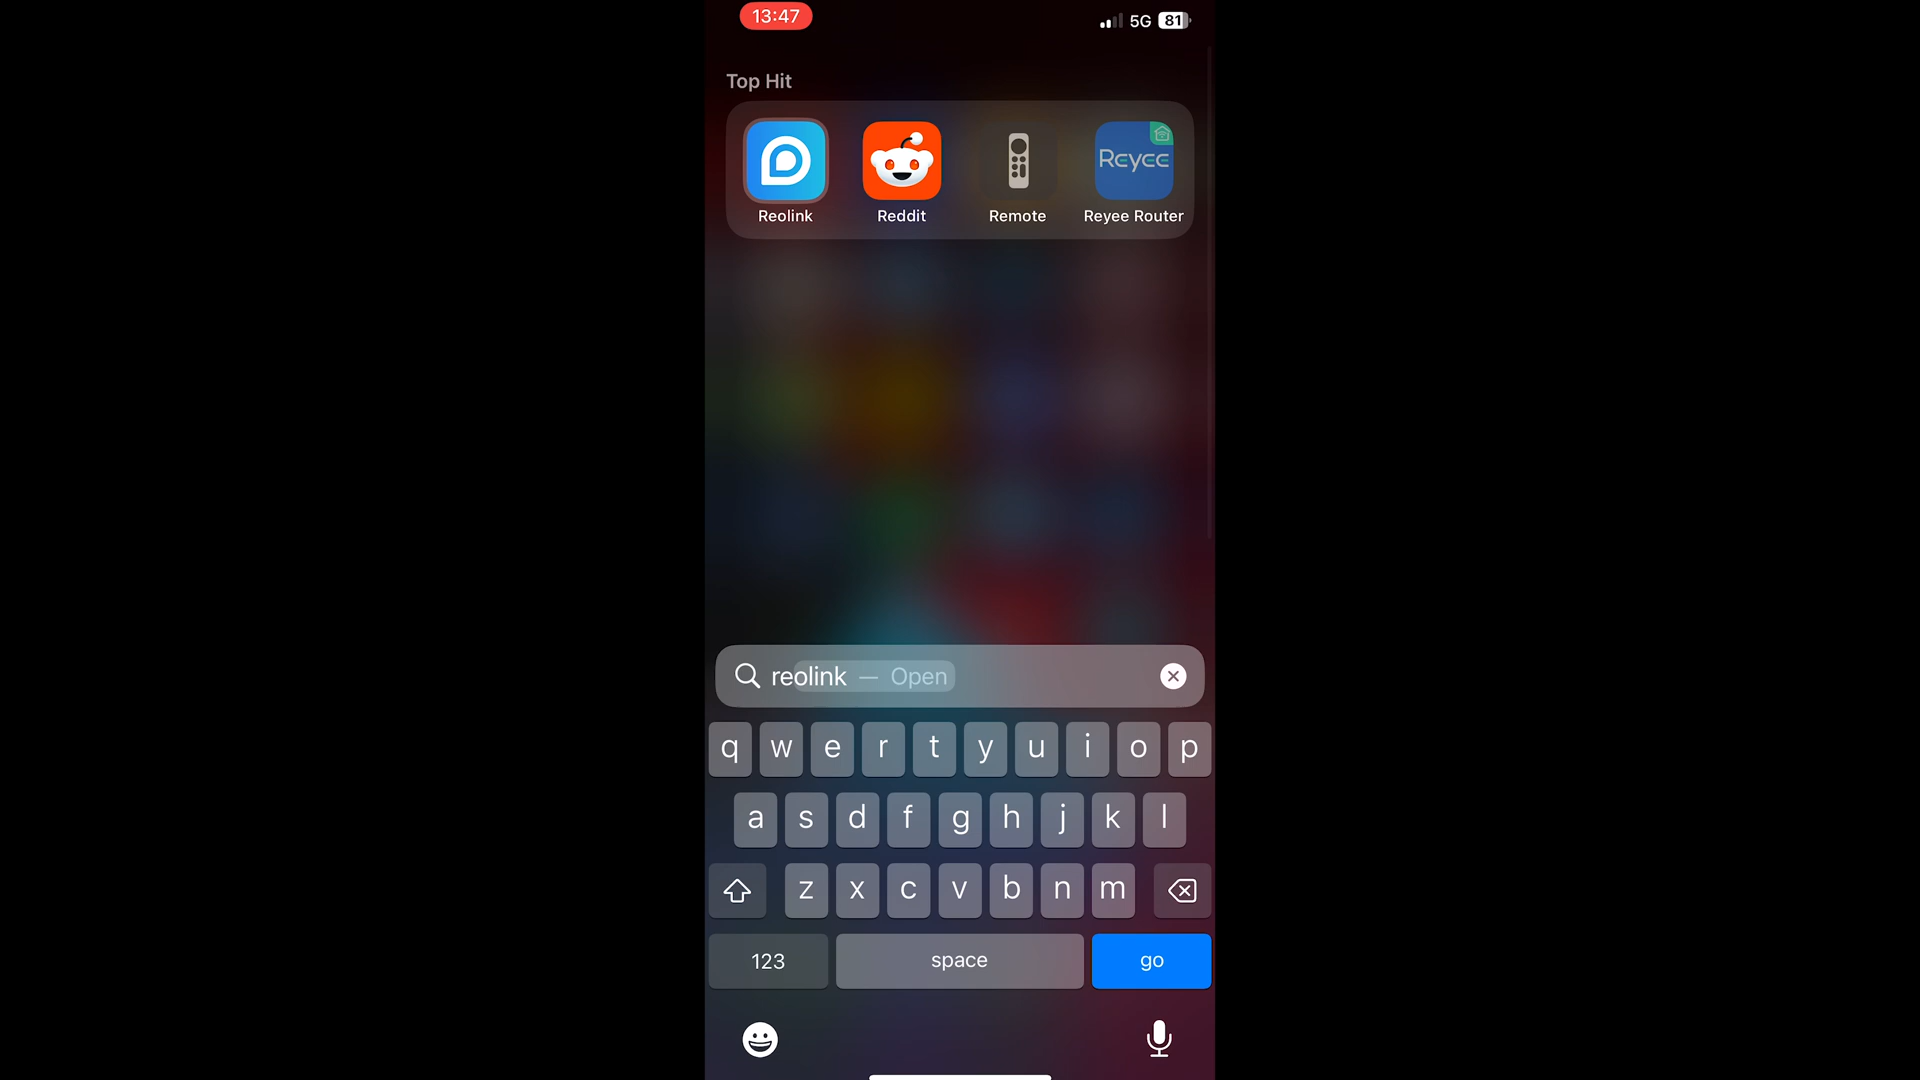 13:47 5G 81
Top Hit
Reyee
Reolink Reddit Remote Reyee Router
reolink — Open
q w e r t y u i o p
a s d f g h j k l
z x c v b n m
123 space go